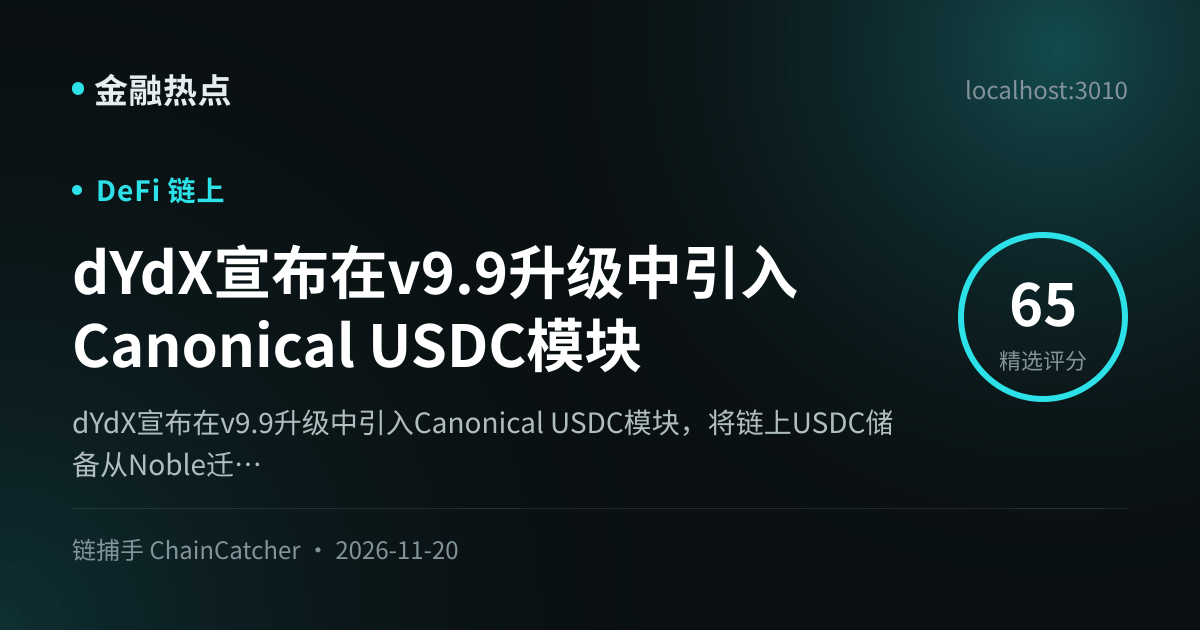 金融热点
localhost:3010
DeFi 链上
dYdX宣布在v9.9升级中引入
Canonical USDC模块
65
精选评分
dYdX宣布在v9.9升级中引入Canonical USDC模块，将链上USDC储
备从Noble迁…
链捕手 ChainCatcher · 2026-11-20